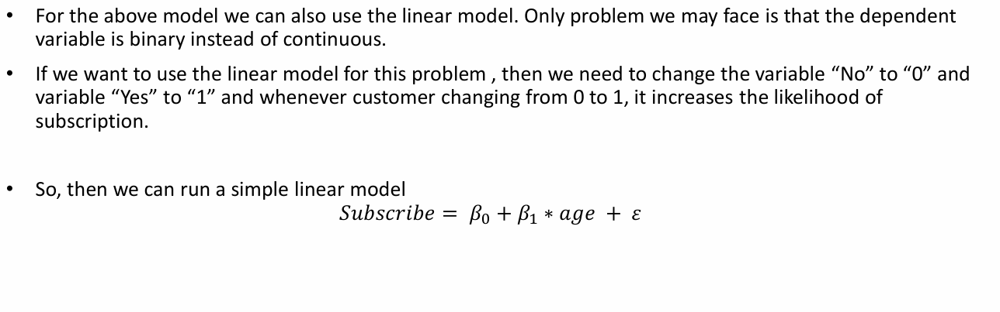 • For the above model we can also use the linear model. Only problem we may face is that the dependent
variable is binary instead of continuous.
• If we want to use the linear model for this problem , then we need to change the variable “No” to “0” and
variable “Yes” to “1” and whenever customer changing from 0 to 1, it increases the likelihood of
subscription.
• So, then we can run a simple linear model
Subscribe = β₀ + β₁ * age + ε